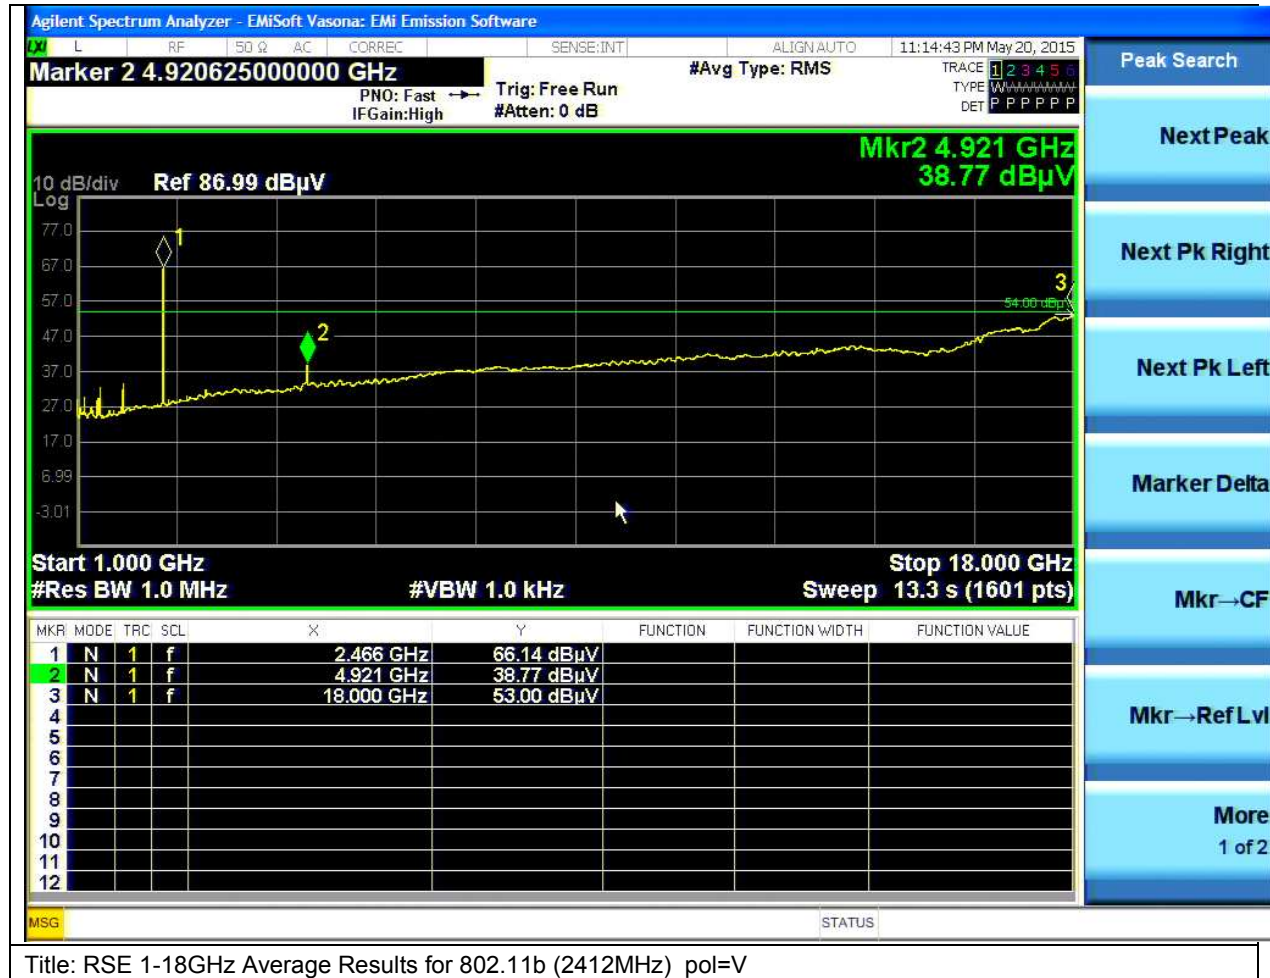 Agilent Spectrum Analyzer - EMiSoft Vasona: EMi Emission Software
LXI L RF 50 Ω AC CORREC SENSE:INT ALIGN AUTO 11:14:43 PM May 20, 2015
Marker 2 4.920625000000 GHz
PNO: Fast
IFGain:High
Trig: Free Run
#Atten: 0 dB
#Avg Type: RMS
TRACE 1 2 3 4 5 6
TYPE WWWWWWW
DET P P P P P P
Mkr2 4.921 GHz
38.77 dBµV
10 dB/div
Log
Ref 86.99 dBµV
77.0
67.0
57.0
47.0
37.0
27.0
17.0
6.99
-3.01
1
2
3
54.00 dBµV
Start 1.000 GHz
Stop 18.000 GHz
#Res BW 1.0 MHz
#VBW 1.0 kHz
Sweep 13.3 s (1601 pts)
MKR MODE TRC SCL X Y FUNCTION FUNCTION WIDTH FUNCTION VALUE
1 N 1 f 2.466 GHz 66.14 dBµV
2 N 1 f 4.921 GHz 38.77 dBµV
3 N 1 f 18.000 GHz 53.00 dBµV
4
5
6
7
8
9
10
11
12
MSG
STATUS
Peak Search
Next Peak
Next Pk Right
Next Pk Left
Marker Delta
Mkr→CF
Mkr→Ref Lvl
More
1 of 2
Title: RSE 1-18GHz Average Results for 802.11b (2412MHz) pol=V